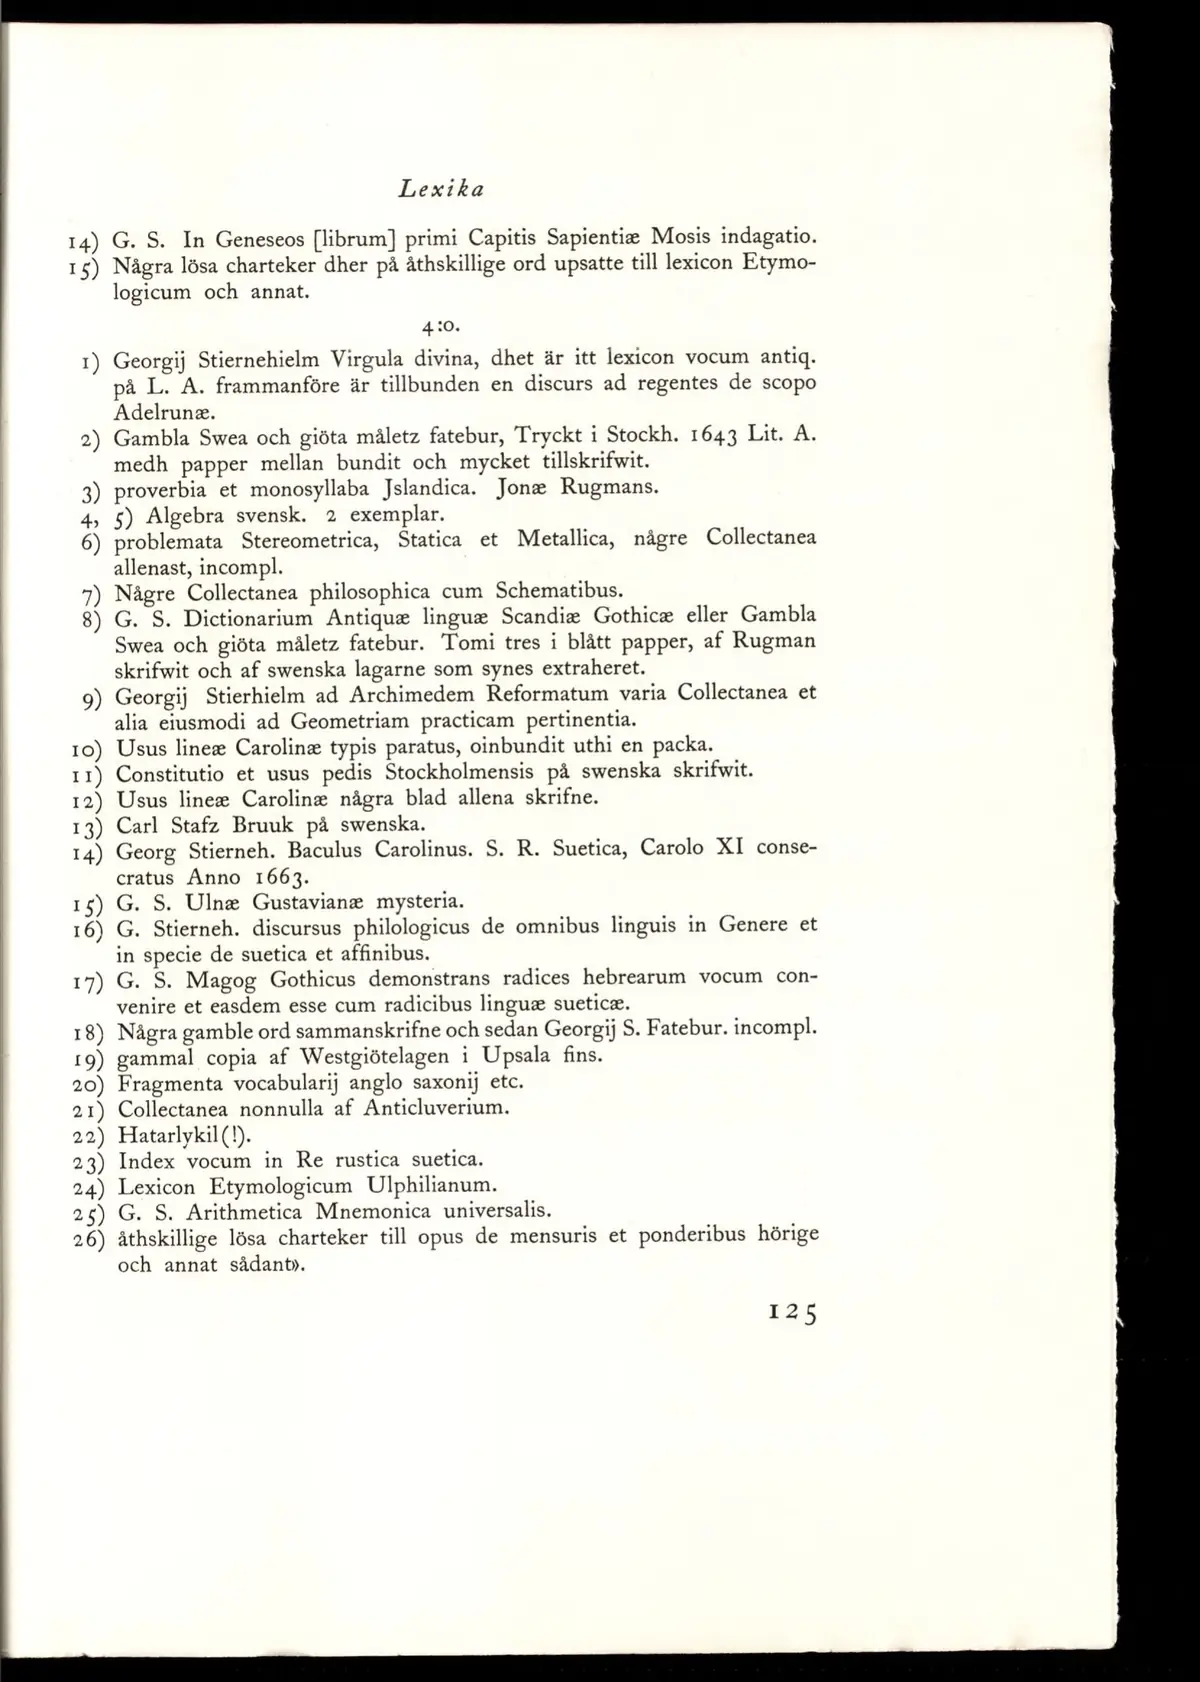 Lexika
14) G. S. In Geneseos [librum] primi Capitis Sapientiæ Mosis indagatio.
15) Några lösa charteker dher på åthskillige ord upsatte till lexicon Etymo-
logicum och annat.
4:o.
1) Georgij Stiernehielm Virgula divina, dhet är itt lexicon vocum antiq.
på L. A. frammanföre är tillbunden en discurs ad regentes de scopo
Adelrunæ.
2) Gambla Swea och giöta måletz fatebur, Tryckt i Stockh. 1643 Lit. A.
medh papper mellan bundit och mycket tillskrifwit.
3) proverbia et monosyllaba Jslandica. Jonæ Rugmans.
4, 5) Algebra svensk. 2 exemplar.
6) problemata Stereometrica, Statica et Metallica, någre Collectanea
allenast, incompl.
7) Någre Collectanea philosophica cum Schematibus.
8) G. S. Dictionarium Antiquæ linguæ Scandiæ Gothicæ eller Gambla
Swea och giöta måletz fatebur. Tomi tres i blått papper, af Rugman
skrifwit och af swenska lagarne som synes extraheret.
9) Georgij Stierhielm ad Archimedem Reformatum varia Collectanea et
alia eiusmodi ad Geometriam practicam pertinentia.
10) Usus lineæ Carolinæ typis paratus, oinbundit uthi en packa.
11) Constitutio et usus pedis Stockholmensis på swenska skrifwit.
12) Usus lineæ Carolinæ några blad allena skrifne.
13) Carl Stafz Bruuk på swenska.
14) Georg Stierneh. Baculus Carolinus. S. R. Suetica, Carolo XI conse-
cratus Anno 1663.
15) G. S. Ulnæ Gustavianæ mysteria.
16) G. Stierneh. discursus philologicus de omnibus linguis in Genere et
in specie de suetica et affinibus.
17) G. S. Magog Gothicus demonstrans radices hebrearum vocum con-
venire et easdem esse cum radicibus linguæ sueticæ.
18) Några gamble ord sammanskrifne och sedan Georgij S. Fatebur. incompl.
19) gammal copia af Westgiötelagen i Upsala fins.
20) Fragmenta vocabularij anglo saxonij etc.
21) Collectanea nonnulla af Anticluverium.
22) Hatarlykil(!).
23) Index vocum in Re rustica suetica.
24) Lexicon Etymologicum Ulphilianum.
25) G. S. Arithmetica Mnemonica universalis.
26) åthskillige lösa charteker till opus de mensuris et ponderibus hörige
och annat sådant».
125